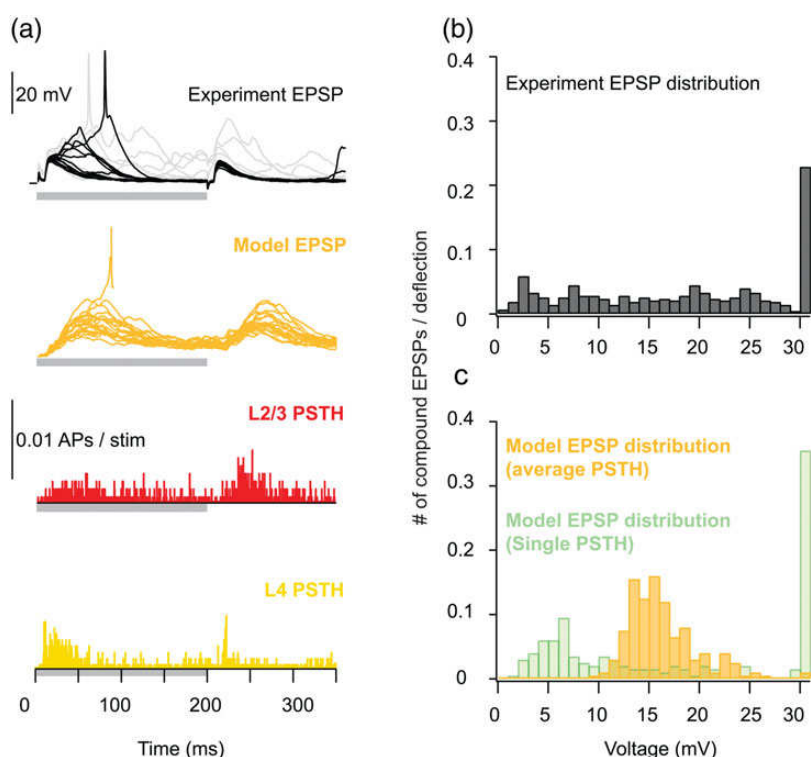 (a)
20 mV
Experiment EPSP
Model EPSP
L2/3 PSTH
0.01 APs / stim
L4 PSTH
0 100 200 300
Time (ms)
(b)
0.4
Experiment EPSP distribution
0.3
0.2
0.1
0
0 5 10 15 20 25 30
# of compound EPSPs / deflection
c
0.4
Model EPSP distribution
(average PSTH)
0.3
Model EPSP distribution
(Single PSTH)
0.2
0.1
0
0 5 10 15 20 25 30
Voltage (mV)